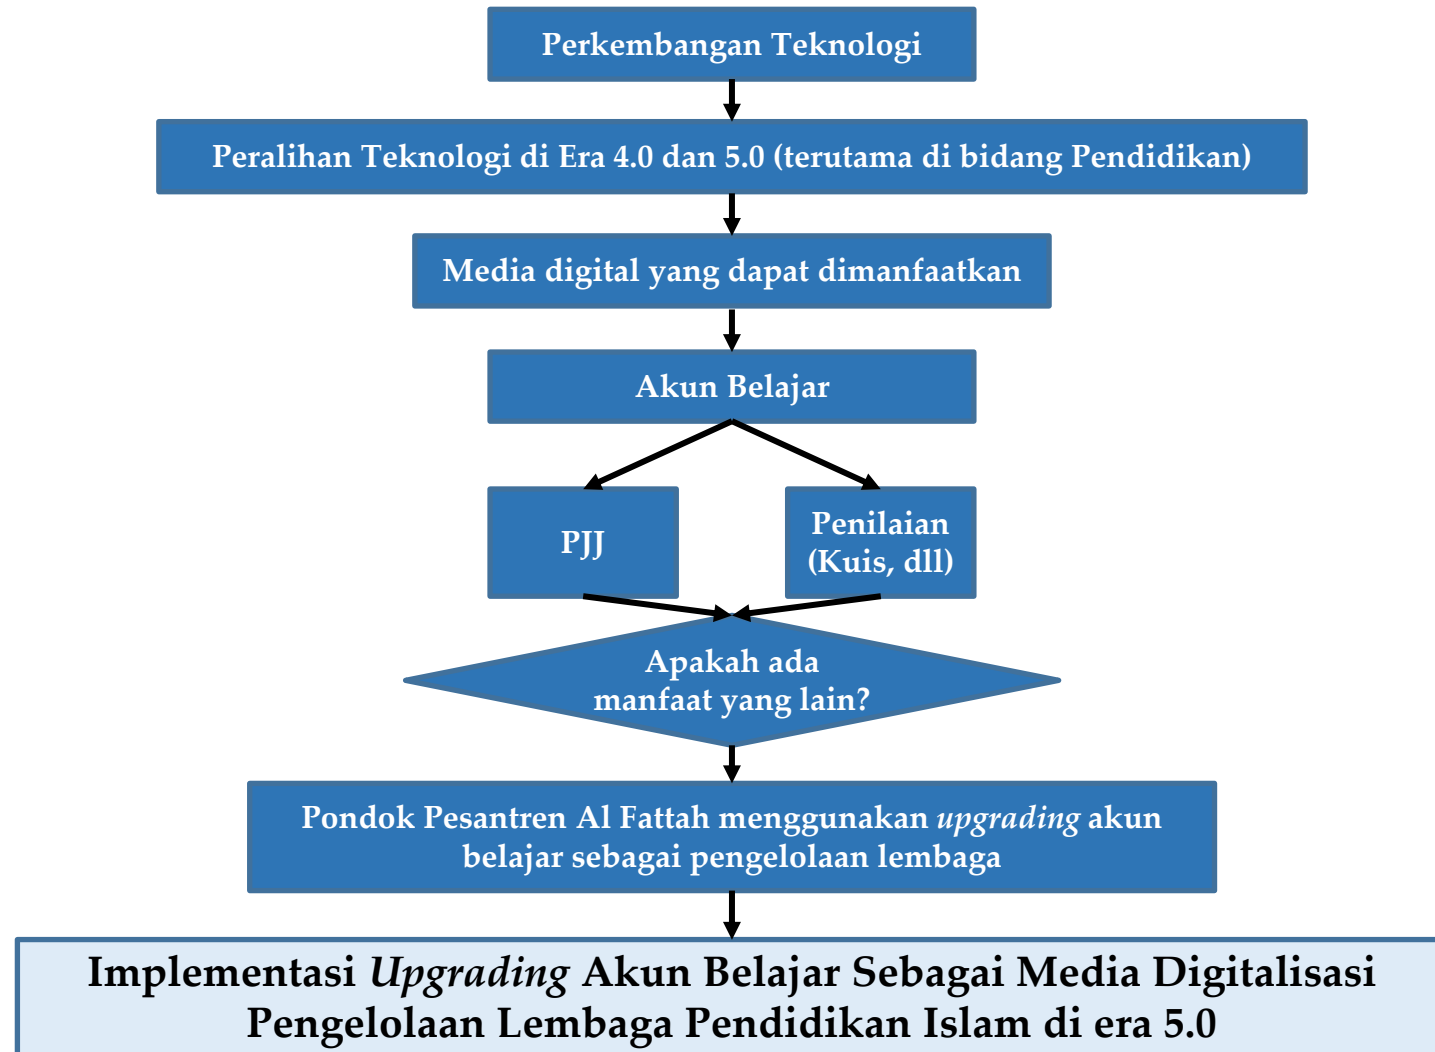 Perkembangan Teknologi
Peralihan Teknologi di Era 4.0 dan 5.0 (terutama di bidang Pendidikan)
Media digital yang dapat dimanfaatkan
Akun Belajar
PJJ
Penilaian
(Kuis, dll)
Apakah ada
manfaat yang lain?
Pondok Pesantren Al Fattah menggunakan upgrading akun
belajar sebagai pengelolaan lembaga
Implementasi Upgrading Akun Belajar Sebagai Media Digitalisasi
Pengelolaan Lembaga Pendidikan Islam di era 5.0